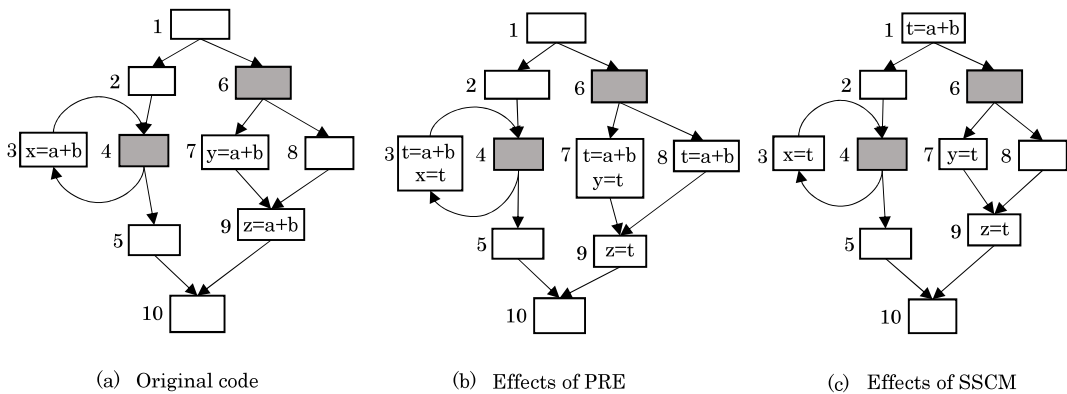 1
2
6
3 x=a+b
4
7 y=a+b
8
5
9 z=a+b
10
(a) Original code
1
2
6
3 t=a+b
x=t
4
7 t=a+b
y=t
8 t=a+b
5
9 z=t
10
(b) Effects of PRE
1 t=a+b
2
6
3 x=t
4
7 y=t
8
5
9 z=t
10
(c) Effects of SSCM